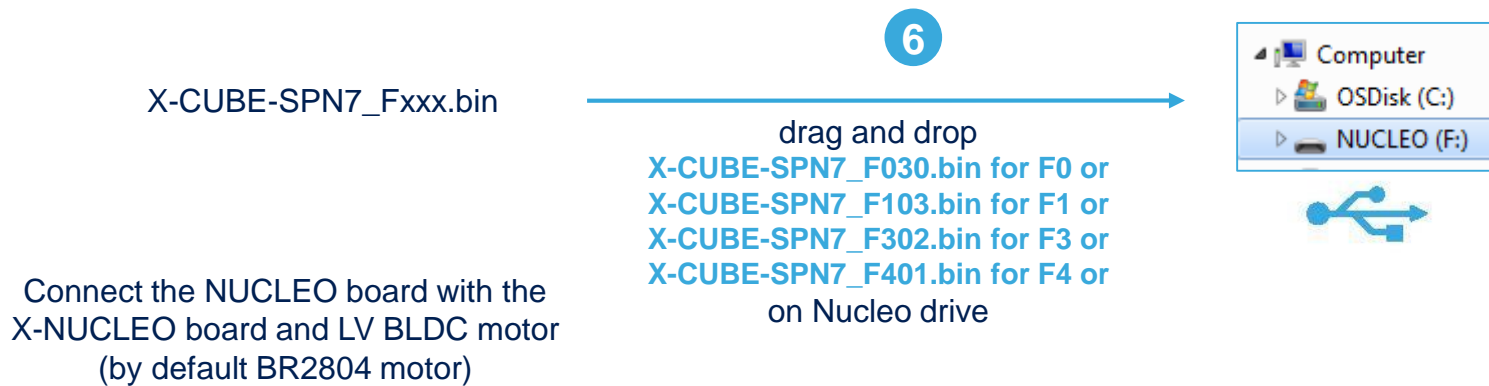 6
X-CUBE-SPN7_Fxxx.bin
drag and drop
X-CUBE-SPN7_F030.bin for F0 or
X-CUBE-SPN7_F103.bin for F1 or
X-CUBE-SPN7_F302.bin for F3 or
X-CUBE-SPN7_F401.bin for F4 or
on Nucleo drive
Computer
OSDisk (C:)
NUCLEO (F:)
Connect the NUCLEO board with the
X-NUCLEO board and LV BLDC motor
(by default BR2804 motor)